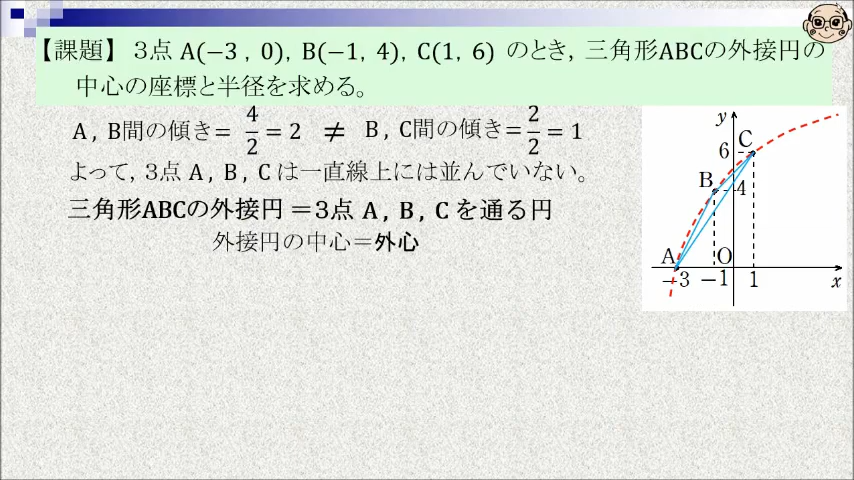 【課題】 3点 A(−3 , 0), B(−1, 4), C(1, 6) のとき, 三角形ABCの外接円の
中心の座標と半径を求める。
A , B間の傾き= 4/2 = 2 ≠ B , C間の傾き= 2/2 = 1
よって, 3点 A , B , C は一直線上には並んでいない。
三角形ABCの外接円 =3点 A , B , C を通る円
外接円の中心=外心
y
C
6
B
4
A
O
−3
−1
1
x